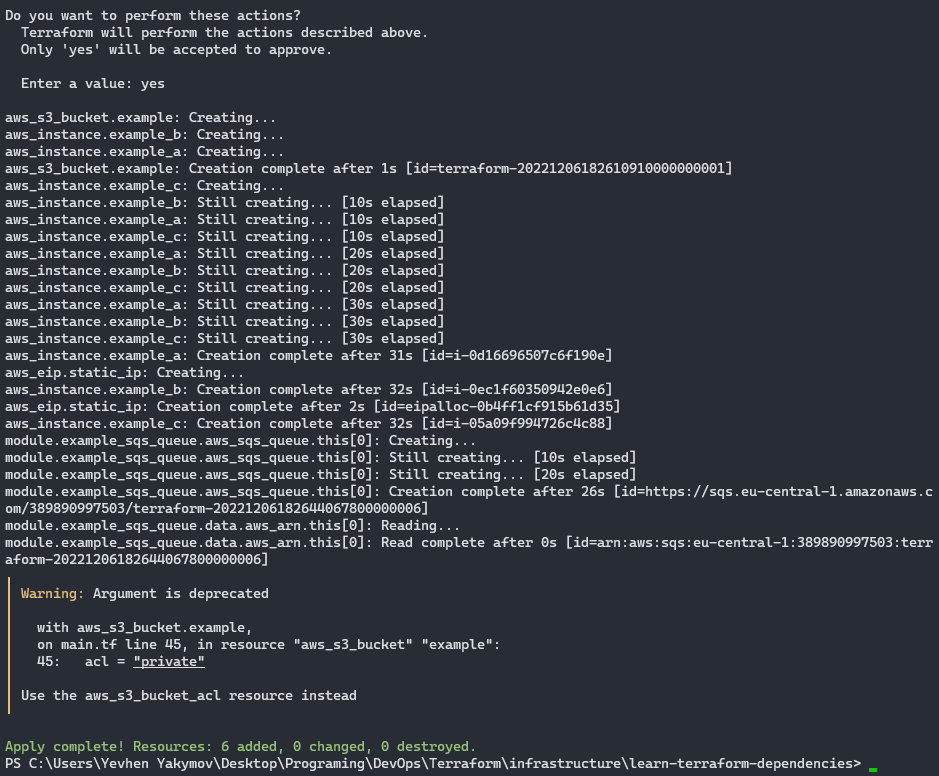 Do you want to perform these actions?
  Terraform will perform the actions described above.
  Only 'yes' will be accepted to approve.

  Enter a value: yes

aws_s3_bucket.example: Creating...
aws_instance.example_b: Creating...
aws_instance.example_a: Creating...
aws_s3_bucket.example: Creation complete after 1s [id=terraform-20221206182610910000000001]
aws_instance.example_c: Creating...
aws_instance.example_b: Still creating... [10s elapsed]
aws_instance.example_a: Still creating... [10s elapsed]
aws_instance.example_c: Still creating... [10s elapsed]
aws_instance.example_a: Still creating... [20s elapsed]
aws_instance.example_b: Still creating... [20s elapsed]
aws_instance.example_c: Still creating... [20s elapsed]
aws_instance.example_a: Still creating... [30s elapsed]
aws_instance.example_b: Still creating... [30s elapsed]
aws_instance.example_c: Still creating... [30s elapsed]
aws_instance.example_a: Creation complete after 31s [id=i-0d16696507c6f190e]
aws_eip.static_ip: Creating...
aws_instance.example_b: Creation complete after 32s [id=i-0ec1f60350942e0e6]
aws_eip.static_ip: Creation complete after 2s [id=eipalloc-0b4ff1cf915b61d35]
aws_instance.example_c: Creation complete after 32s [id=i-05a09f994726c4c88]
module.example_sqs_queue.aws_sqs_queue.this[0]: Creating...
module.example_sqs_queue.aws_sqs_queue.this[0]: Still creating... [10s elapsed]
module.example_sqs_queue.aws_sqs_queue.this[0]: Still creating... [20s elapsed]
module.example_sqs_queue.aws_sqs_queue.this[0]: Creation complete after 26s [id=https://sqs.eu-central-1.amazonaws.c
om/389890997503/terraform-20221206182644067800000006]
module.example_sqs_queue.data.aws_arn.this[0]: Reading...
module.example_sqs_queue.data.aws_arn.this[0]: Read complete after 0s [id=arn:aws:sqs:eu-central-1:389890997503:terr
aform-20221206182644067800000006]

Warning: Argument is deprecated

  with aws_s3_bucket.example,
  on main.tf line 45, in resource "aws_s3_bucket" "example":
  45:   acl = "private"

Use the aws_s3_bucket_acl resource instead

Apply complete! Resources: 6 added, 0 changed, 0 destroyed.
PS C:\Users\Yevhen Yakymov\Desktop\Programing\DevOps\Terraform\infrastructure\learn-terraform-dependencies>